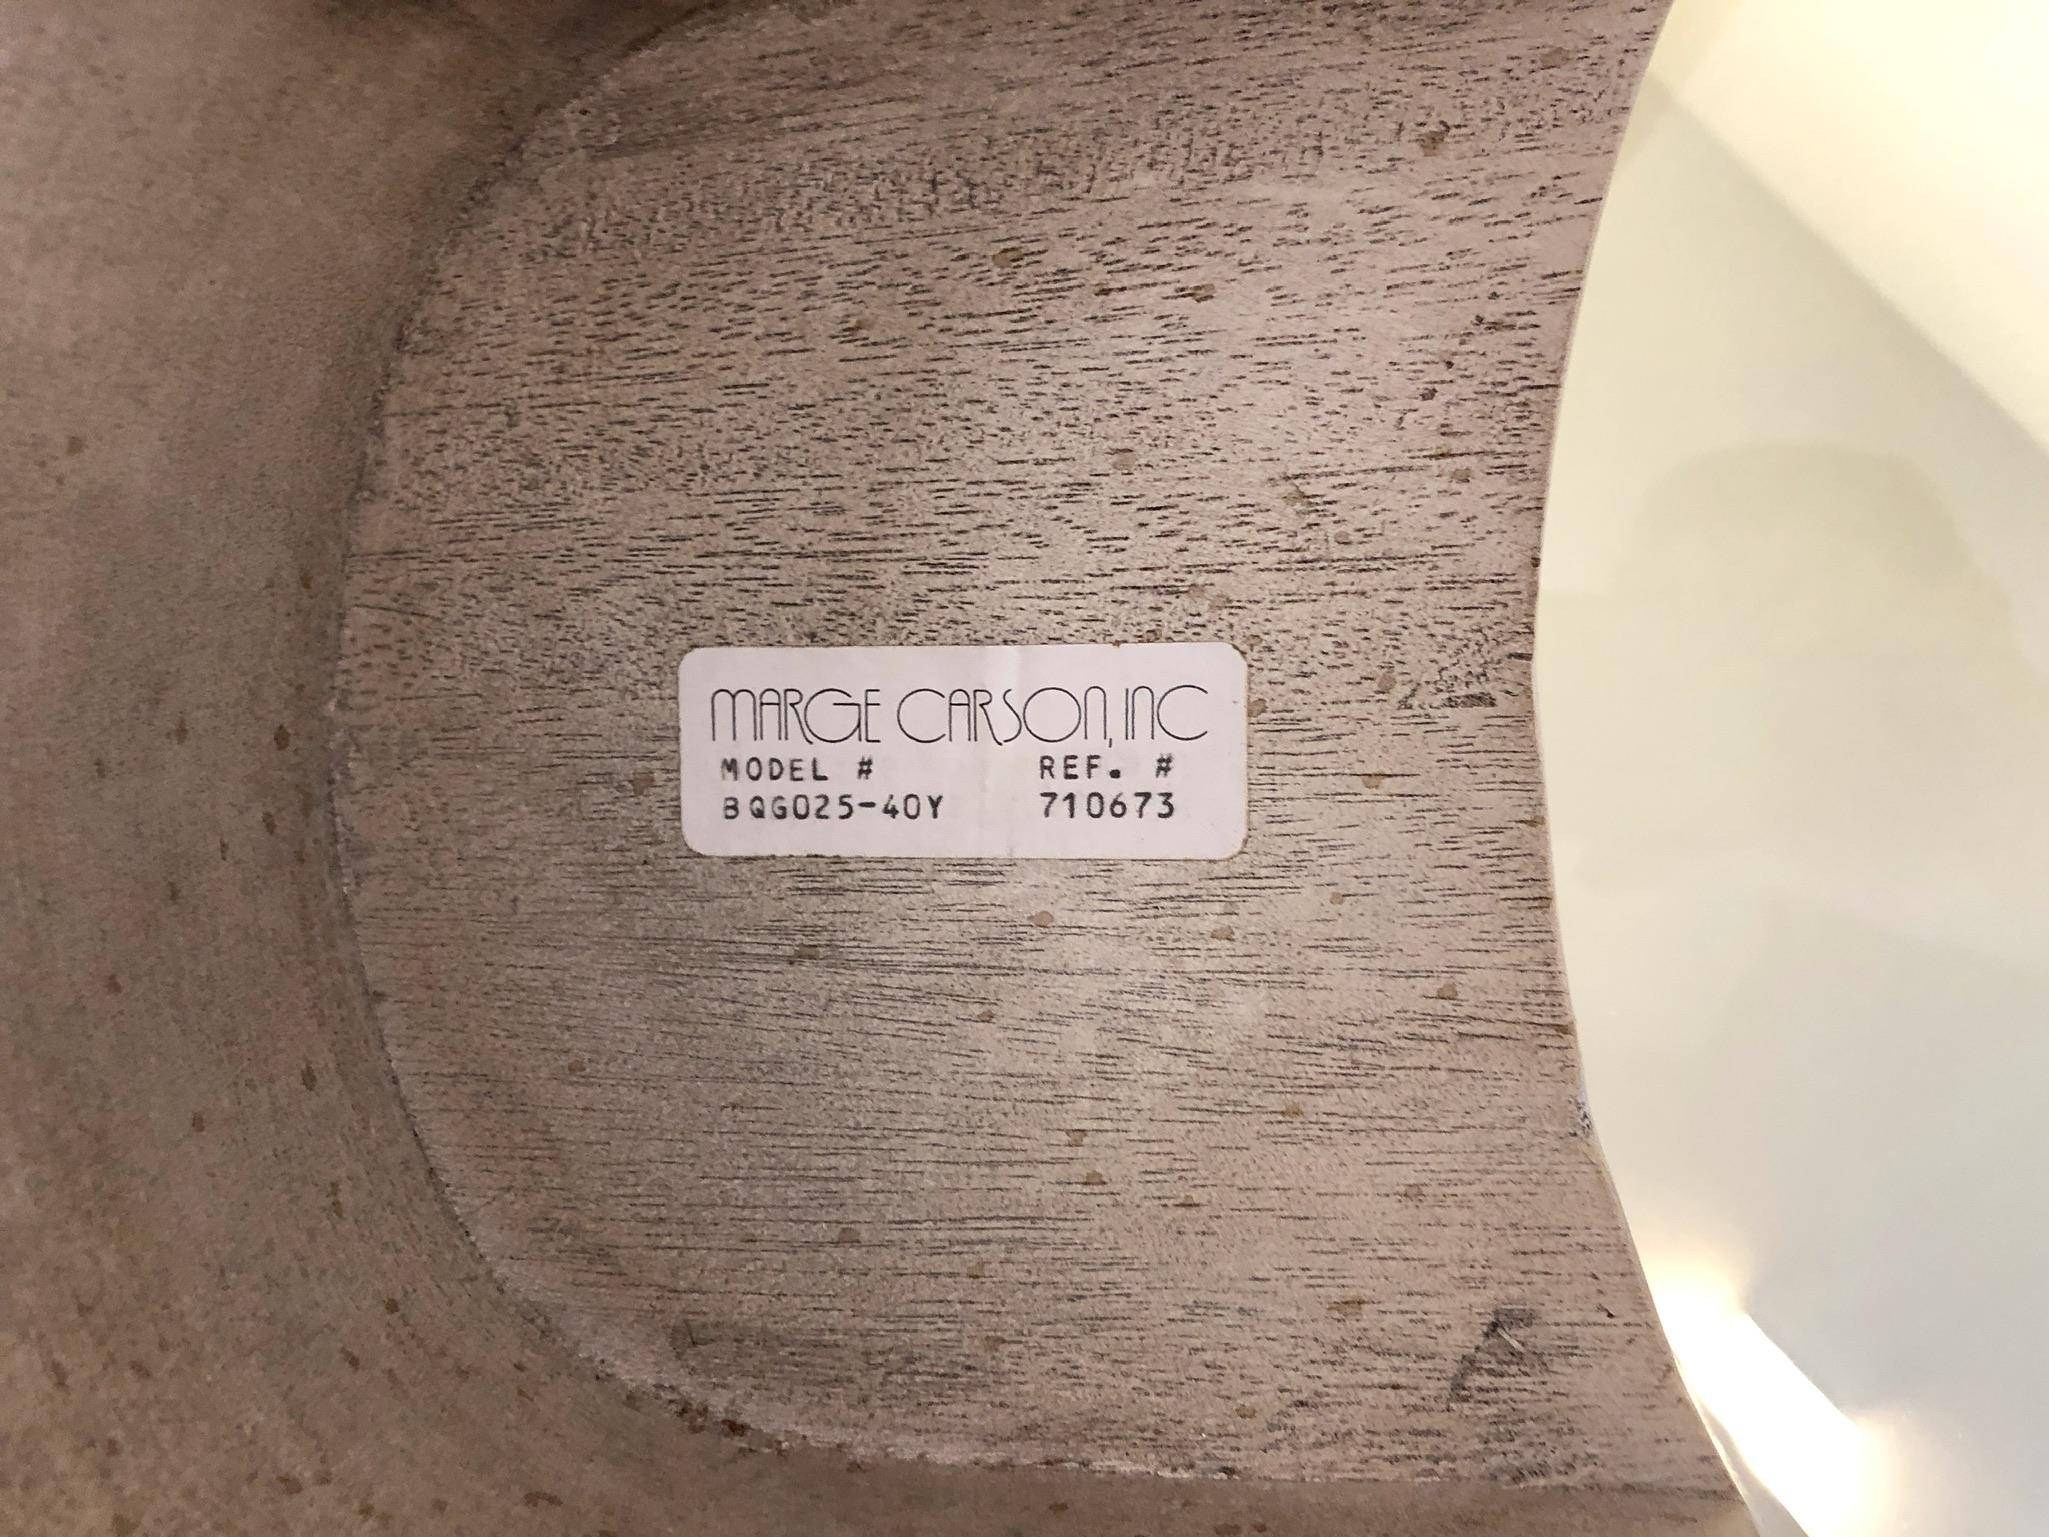 MARGE CARSON, INC
MODEL # REF. #
BQG025-40Y 710673